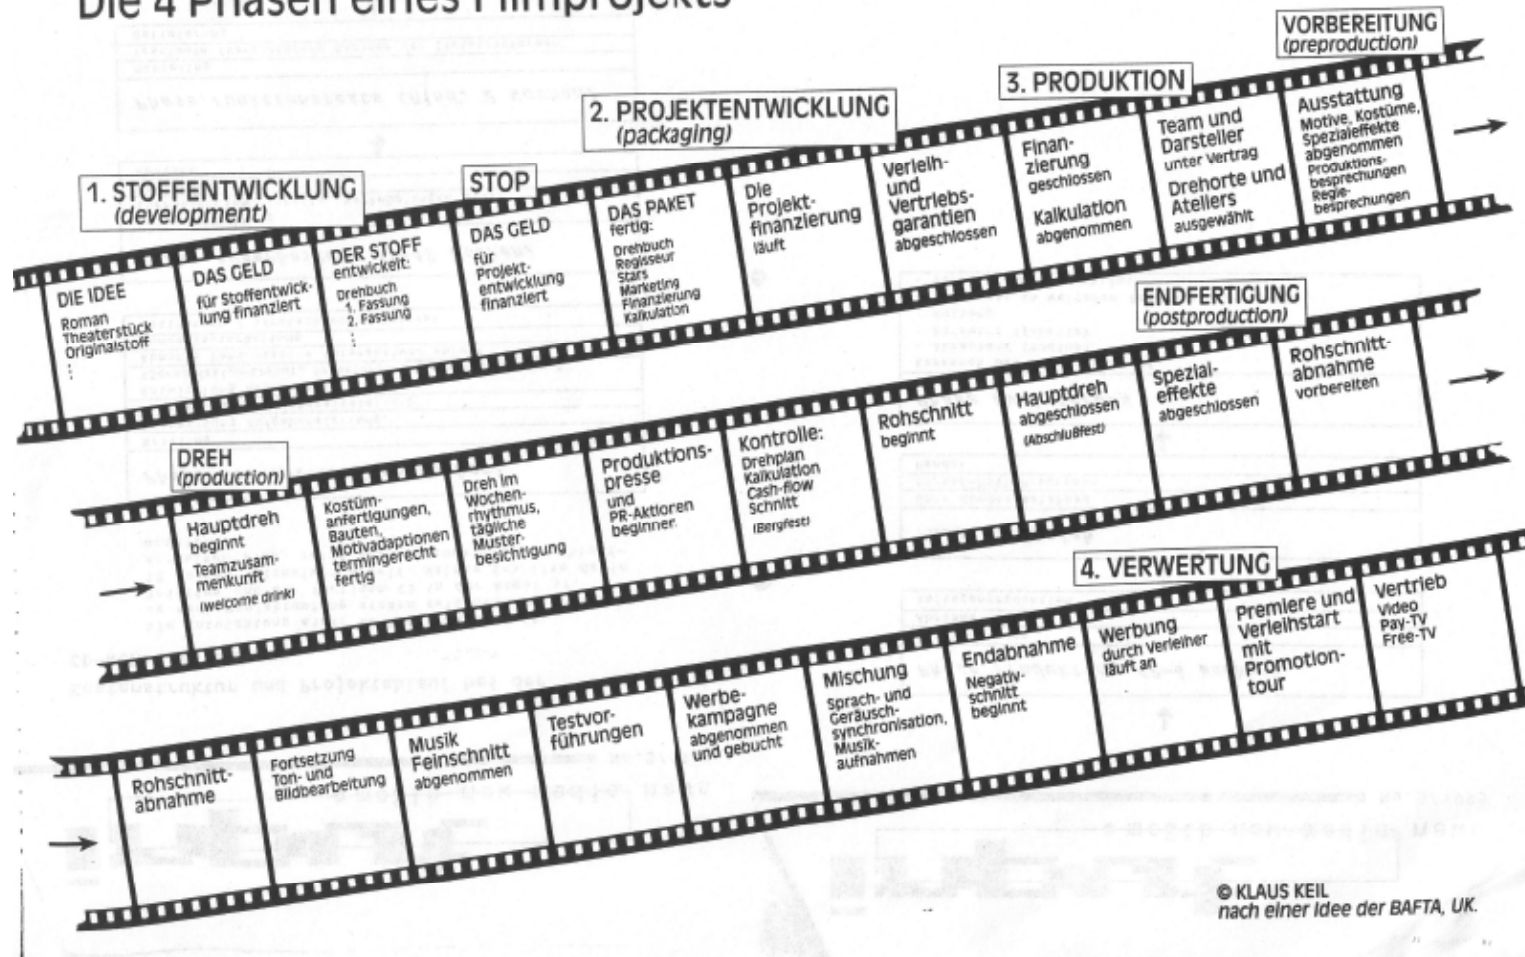 Die 4 Phasen eines Filmprojekts
1. STOFFENTWICKLUNG
(development)
STOP
2. PROJEKTENTWICKLUNG
(packaging)
3. PRODUKTION
VORBEREITUNG
(preproduction)
DIE IDEE
Roman
Theaterstück
Originalstoff
:
DAS GELD
für Stoffentwick-
lung finanziert
DER STOFF
entwickelt:
Drehbuch
1. Fassung
2. Fassung
:
DAS GELD
für
Projekt-
entwicklung
finanziert
DAS PAKET
fertig:
Drehbuch
Regisseur
Stars
Marketing
Finanzierung
Kalkulation
Die
Projekt-
finanzierung
läuft
Verleih-
und
Vertriebs-
garantien
abgeschlossen
Finan-
zierung
geschlossen
Kalkulation
abgenommen
Team und
Darsteller
unter Vertrag
Drehorte und
Ateliers
ausgewählt
Ausstattung
Motive, Kostüme,
Spezialeffekte
abgenommen
Produktions-
besprechungen
Regie-
besprechungen
DREH
(production)
ENDFERTIGUNG
(postproduction)
Hauptdreh
beginnt
Teamzusam-
menkunft
(welcome drink)
Kostüm-
anfertigungen,
Bauten,
Motivadaptionen
termingerecht
fertig
Dreh im
Wochen-
rhythmus,
tägliche
Muster-
besichtigung
Produktions-
presse
und
PR-Aktioren
beginner
Kontrolle:
Drehplan
Kalkulation
Cash-flow
Schnitt
(Bergfest)
Rohschnitt
beginnt
Hauptdreh
abgeschlossen
(Abschlußfest)
Spezial-
effekte
abgeschlossen
Rohschnitt-
abnahme
vorbereiten
4. VERWERTUNG
Rohschnitt-
abnahme
Fortsetzung
Ton- und
Bildbearbeitung
Musik
Feinschnitt
abgenommen
Testvor-
führungen
Werbe-
kampagne
abgenommen
und gebucht
Mischung
Sprach- und
Geräusch-
synchronisation,
Musik-
aufnahmen
Endabnahme
Negativ-
schnitt
beginnt
Werbung
durch Verleiher
läuft an
Premiere und
Verleihstart
mit
Promotion-
tour
Vertrieb
Video
Pay-TV
Free-TV
© KLAUS KEIL
nach einer Idee der BAFTA, UK.